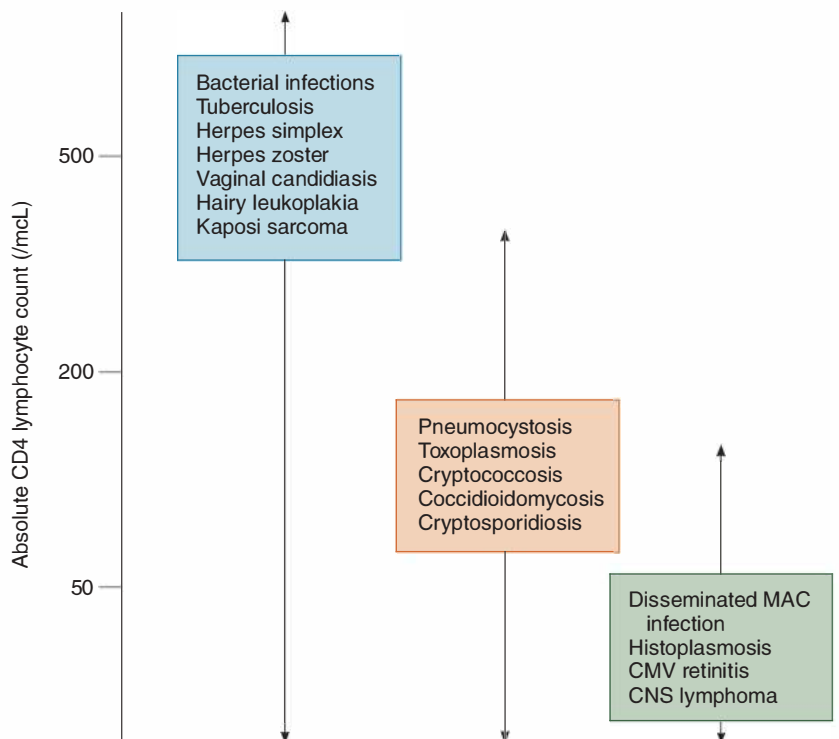 Absolute CD4 lymphocyte count (/mcL)
500
200
50
Bacterial infections
Tuberculosis
Herpes simplex
Herpes zoster
Vaginal candidiasis
Hairy leukoplakia
Kaposi sarcoma
Pneumocystosis
Toxoplasmosis
Cryptococcosis
Coccidioidomycosis
Cryptosporidiosis
Disseminated MAC
infection
Histoplasmosis
CMV retinitis
CNS lymphoma